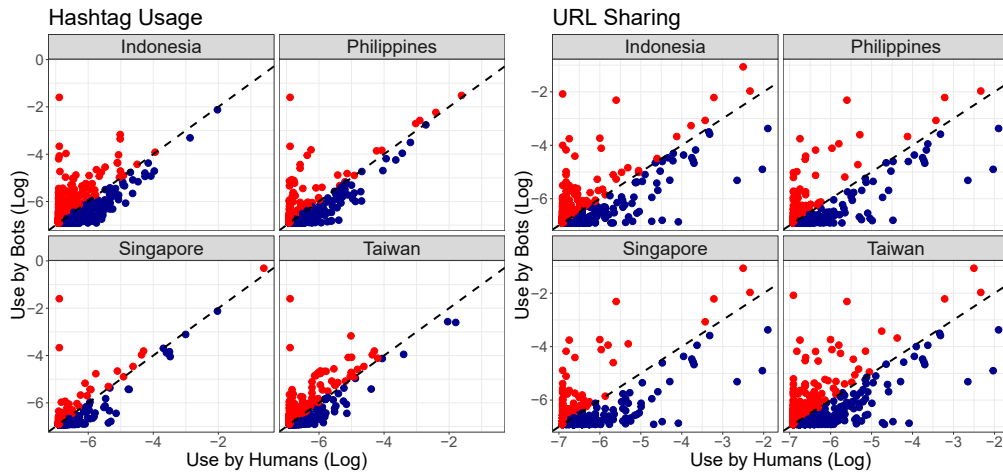 Hashtag Usage
URL Sharing
Indonesia
Philippines
Indonesia
Philippines
0
−2
−4
−6
−2
−4
−6
Singapore
Taiwan
Singapore
Taiwan
0
−2
−4
−6
−2
−4
−6
−6
−4
−2
−6
−4
−2
−7
−6
−5
−4
−3
−2
−7
−6
−5
−4
−3
−2
Use by Bots (Log)
Use by Humans (Log)
Use by Bots (Log)
Use by Humans (Log)